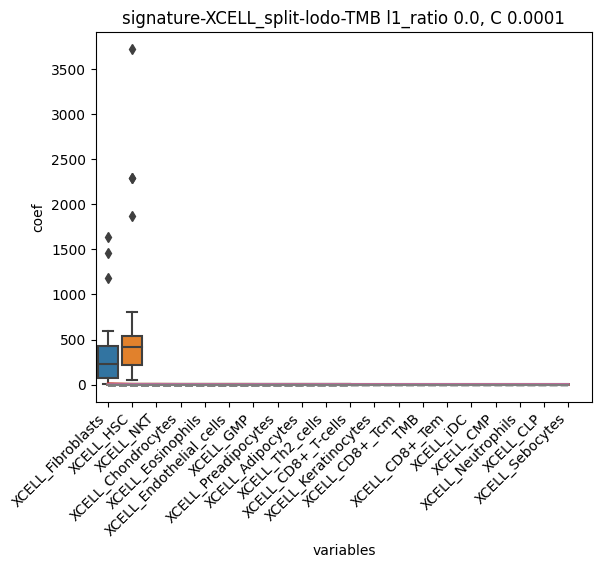 signature-XCELL_split-lodo-TMB l1_ratio 0.0, C 0.0001
3500
3000
2500
2000
1500
1000
500
0
coef
XCELL_Fibroblasts
XCELL_HSC
XCELL_NKT
XCELL_Chondrocytes
XCELL_Eosinophils
XCELL_Endothelial_cells
XCELL_GMP
XCELL_Preadipocytes
XCELL_Adipocytes
XCELL_Th2_cells
XCELL_CD8+_T-cells
XCELL_Keratinocytes
XCELL_CD8+_Tcm
TMB
XCELL_CD8+_Tem
XCELL_iDC
XCELL_CMP
XCELL_Neutrophils
XCELL_CLP
XCELL_Sebocytes
variables